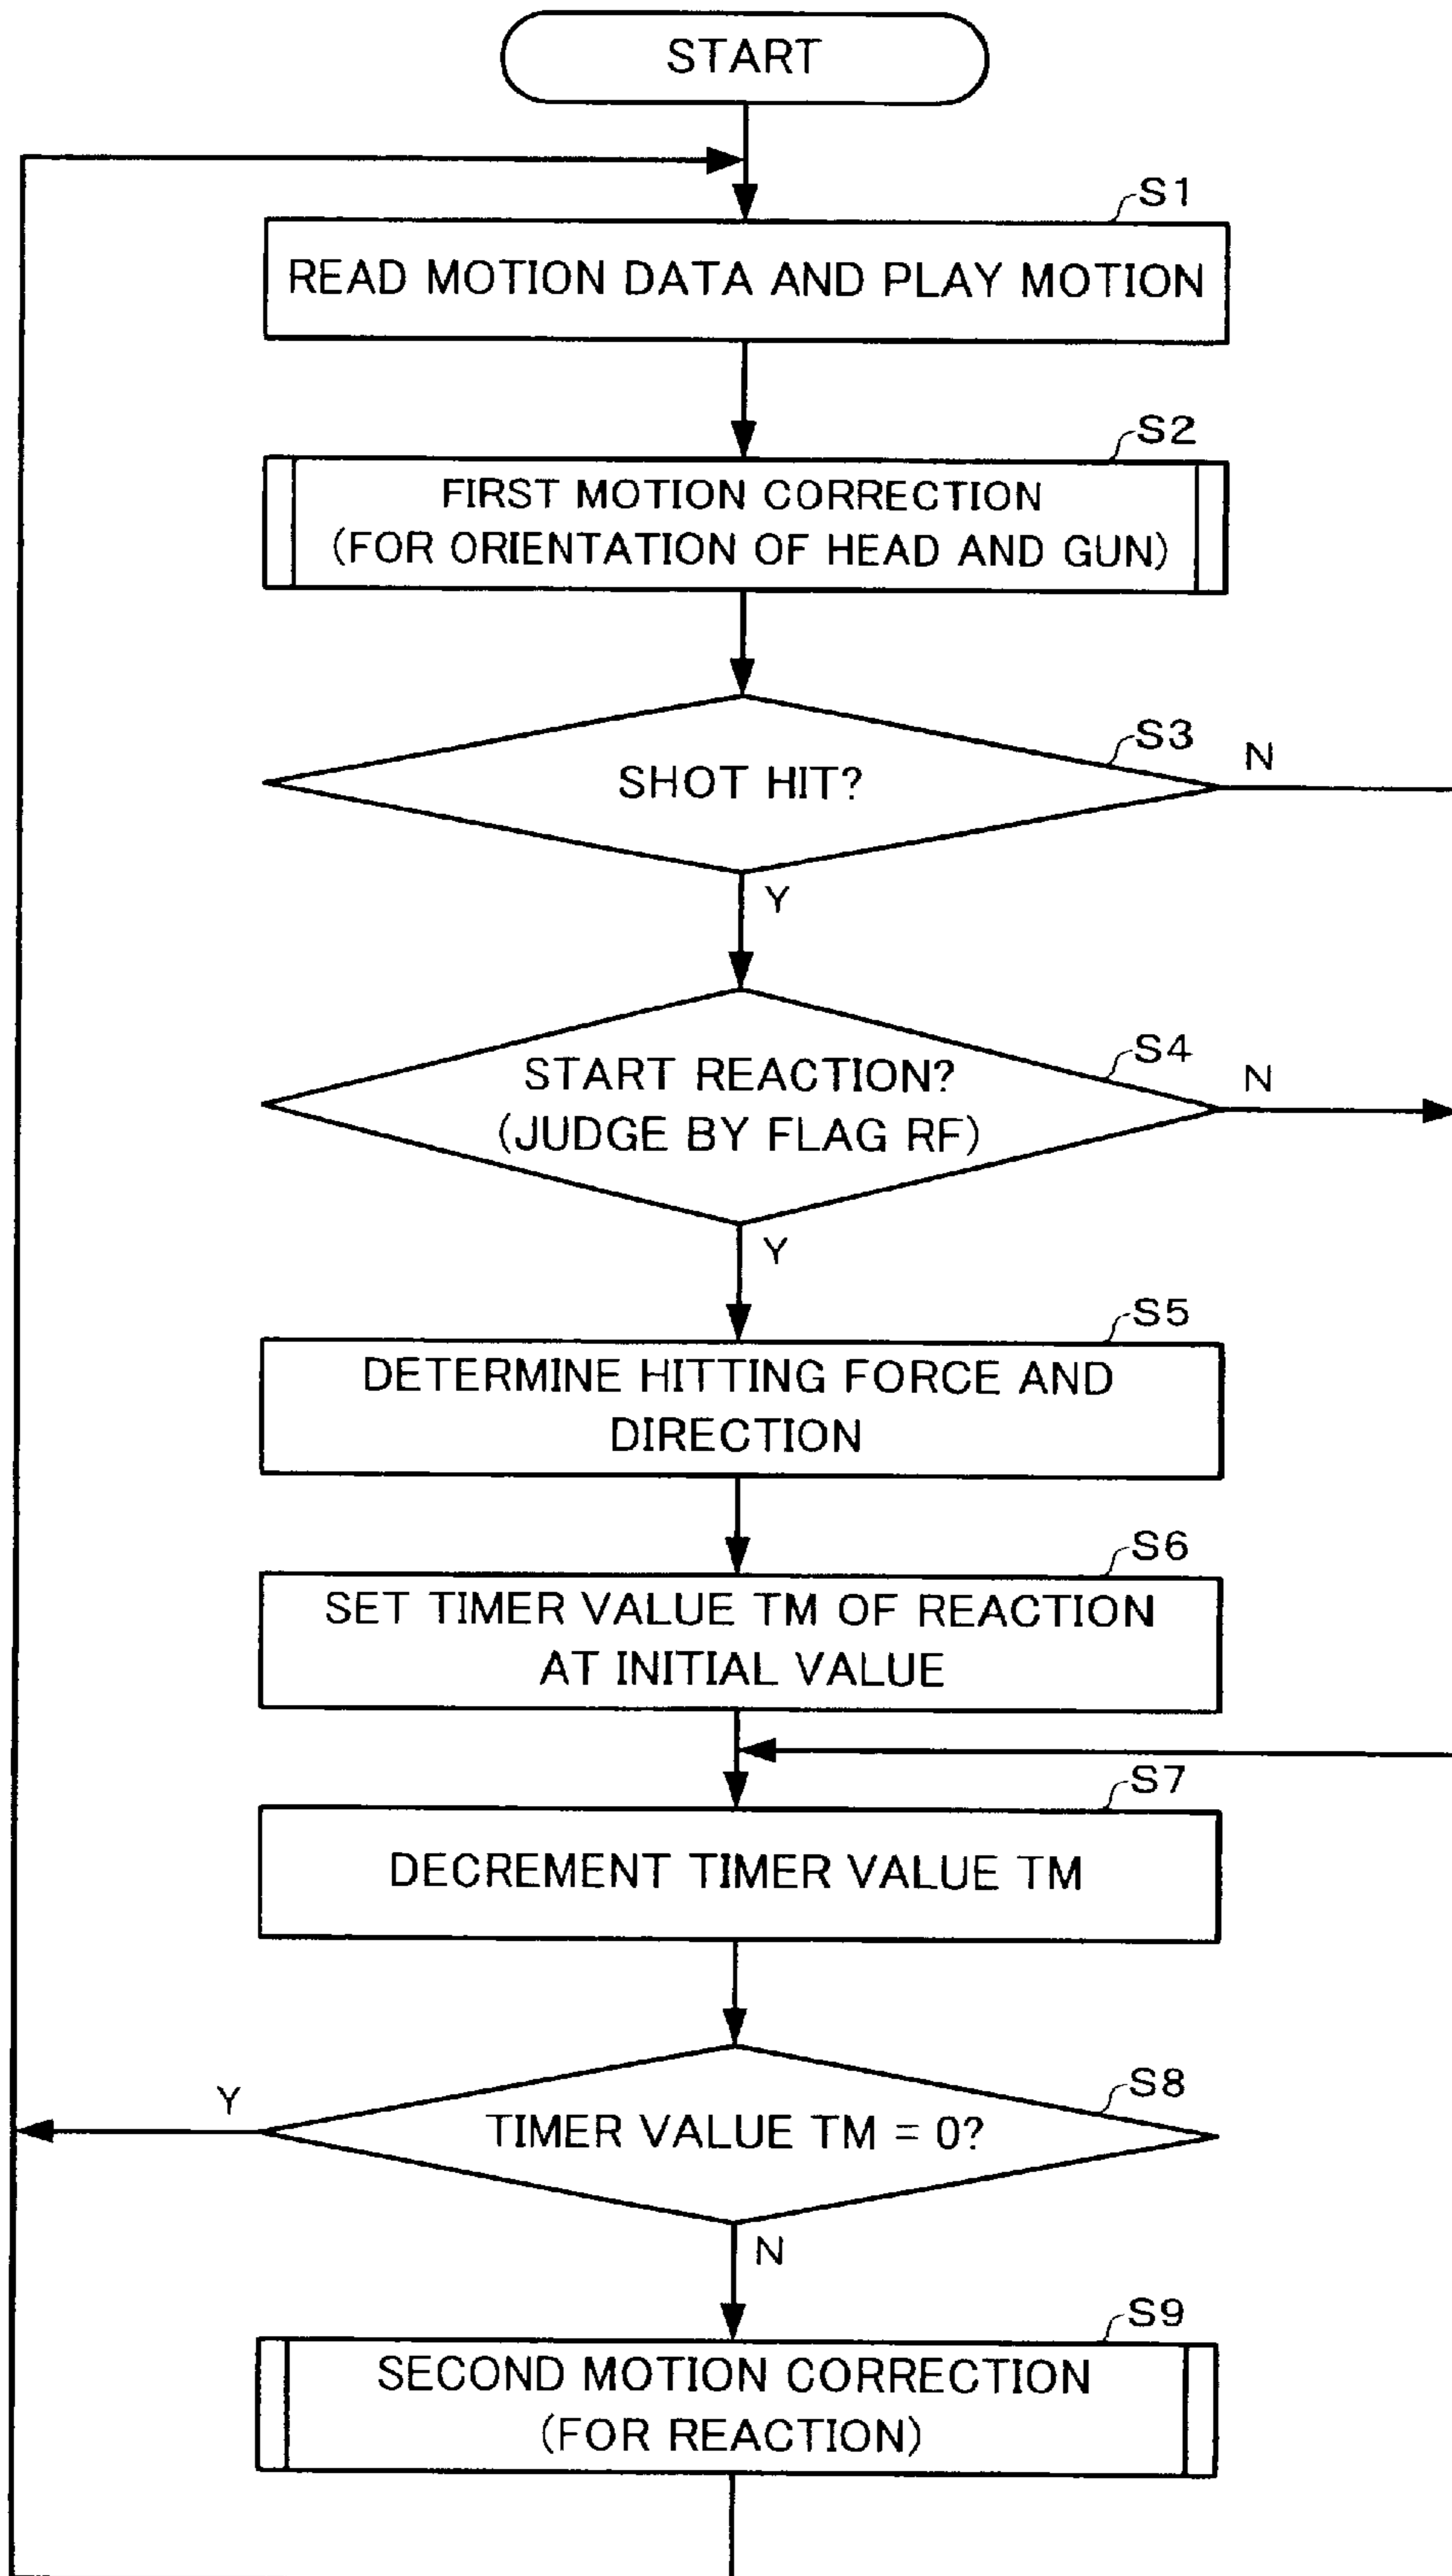 START
S1
READ MOTION DATA AND PLAY MOTION
S2
FIRST MOTION CORRECTION
(FOR ORIENTATION OF HEAD AND GUN)
S3
N
SHOT HIT?
Y
S4
N
START REACTION?
(JUDGE BY FLAG RF)
Y
S5
DETERMINE HITTING FORCE AND
DIRECTION
S6
SET TIMER VALUE TM OF REACTION
AT INITIAL VALUE
S7
DECREMENT TIMER VALUE TM
S8
Y
TIMER VALUE TM = 0?
N
S9
SECOND MOTION CORRECTION
(FOR REACTION)